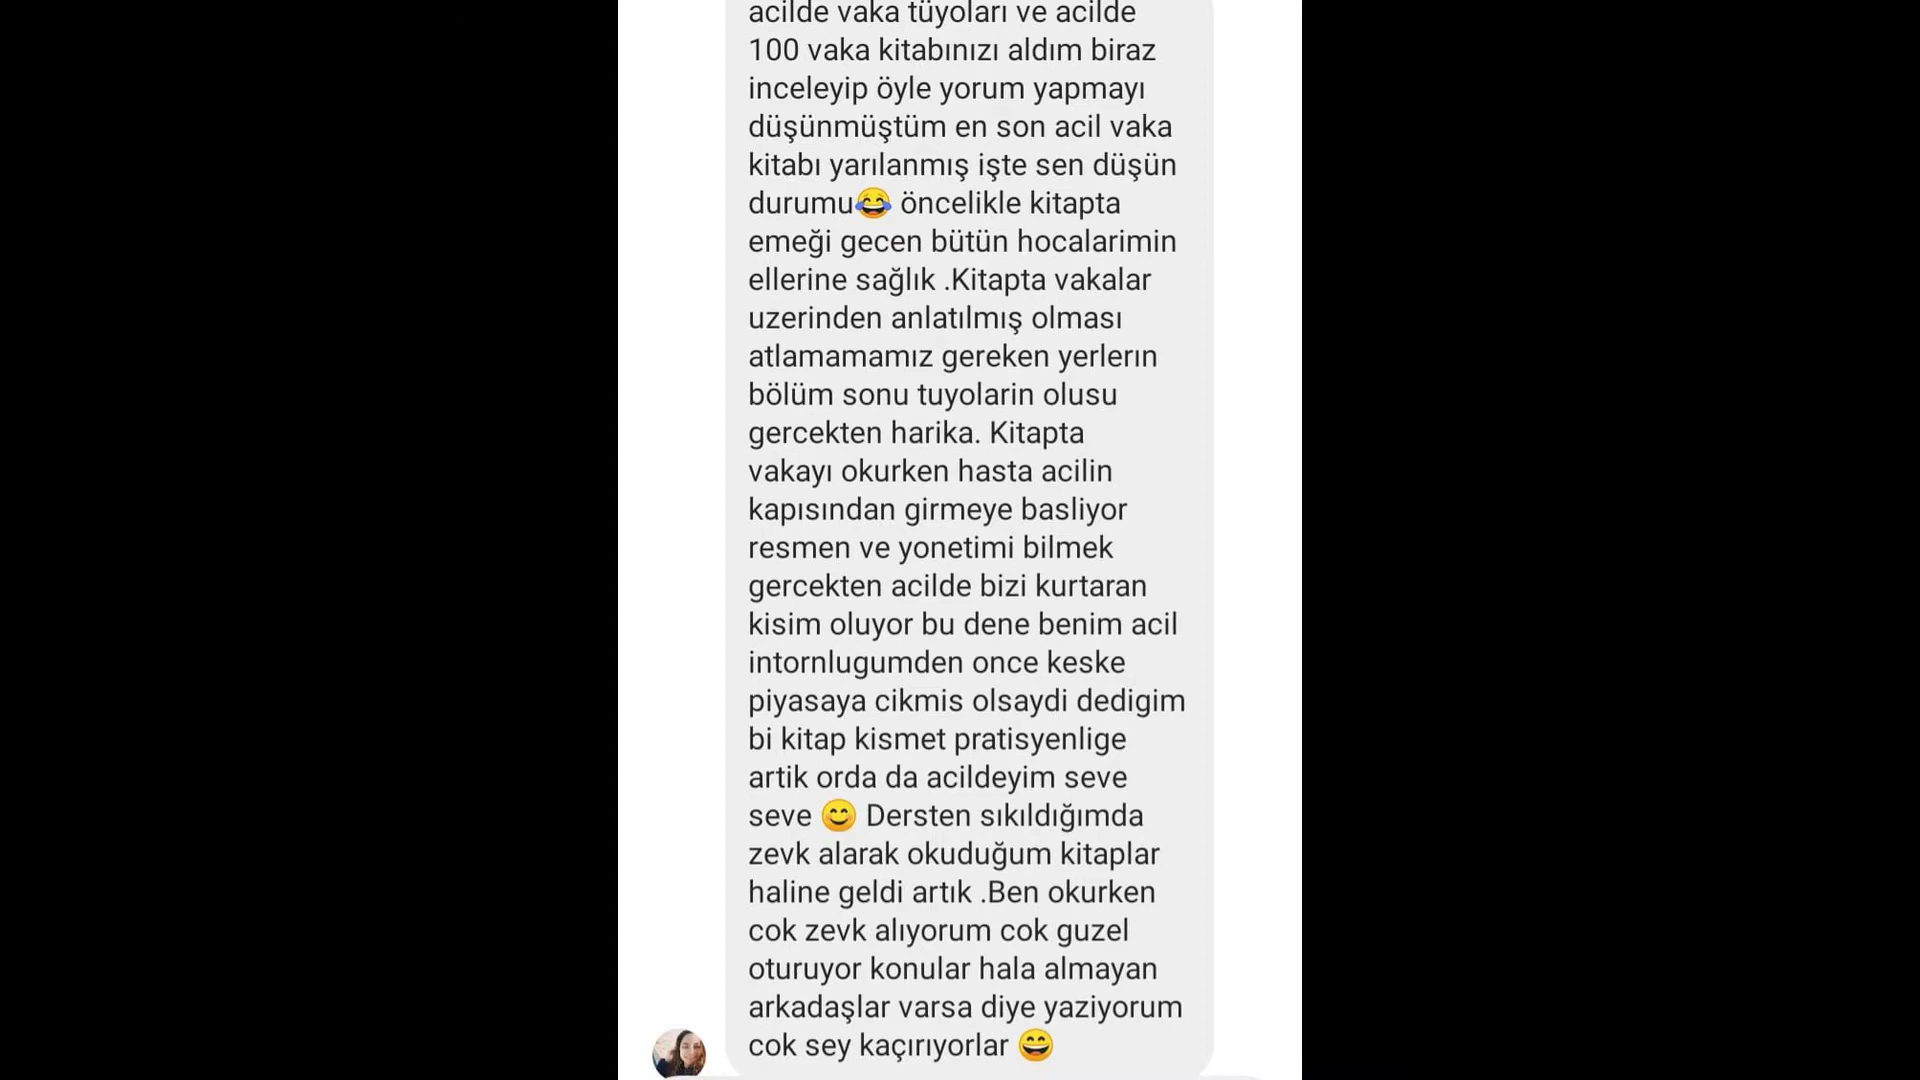 acilde vaka tüyoları ve acilde
100 vaka kitabınızı aldım biraz
inceleyip öyle yorum yapmayı
düşünmüştüm en son acil vaka
kitabı yarılanmış işte sen düşün
durumu😂 öncelikle kitapta
emeği gecen bütün hocalarimin
ellerine sağlık .Kitapta vakalar
uzerinden anlatılmış olması
atlamamamız gereken yerlerın
bölüm sonu tuyolarin olusu
gercekten harika. Kitapta
vakayı okurken hasta acilin
kapısından girmeye basliyor
resmen ve yonetimi bilmek
gercekten acilde bizi kurtaran
kisim oluyor bu dene benim acil
intornlugumden once keske
piyasaya cikmis olsaydi dedigim
bi kitap kismet pratisyenlige
artik orda da acildeyim seve
seve 😊 Dersten sıkıldığımda
zevk alarak okuduğum kitaplar
haline geldi artık .Ben okurken
cok zevk alıyorum cok guzel
oturuyor konular hala almayan
arkadaşlar varsa diye yaziyorum
cok sey kaçırıyorlar 😄